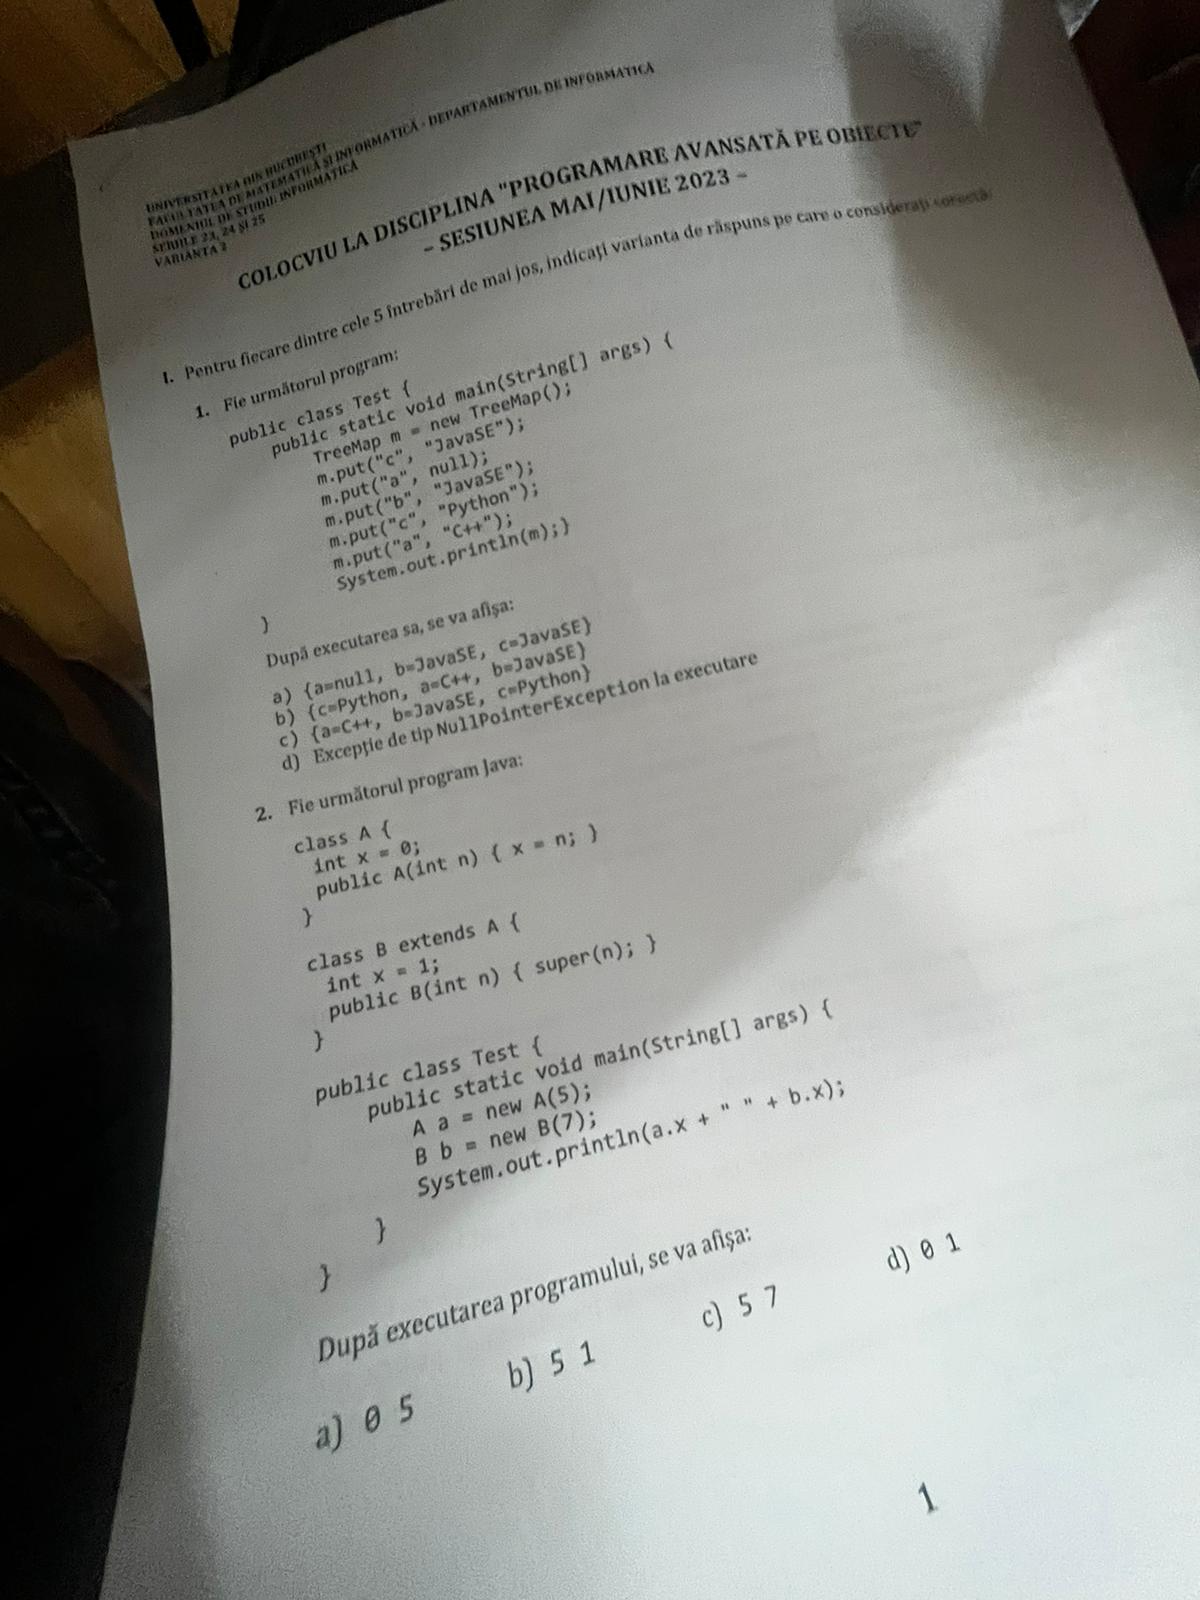 UNIVERSITATEA DIN BUCUREȘTI
FACULTATEA DE MATEMATICĂ ȘI INFORMATICĂ - DEPARTAMENTUL DE INFORMATICĂ
DOMENIUL DE STUDII: INFORMATICĂ
SERIILE 23, 24 ȘI 25
VARIANTA 2
COLOCVIU LA DISCIPLINA "PROGRAMARE AVANSATĂ PE OBIECTE"
– SESIUNEA MAI/IUNIE 2023 –
I. Pentru fiecare dintre cele 5 întrebări de mai jos, indicați varianta de răspuns pe care o considerați corectă:
1. Fie următorul program:
public class Test {
public static void main(String[] args) {
TreeMap m = new TreeMap();
m.put("c", "JavaSE");
m.put("a", null);
m.put("b", "JavaSE");
m.put("c", "Python");
m.put("a", "C++");
System.out.println(m);}
}
După executarea sa, se va afișa:
a) {a=null, b=JavaSE, c=JavaSE}
b) {c=Python, a=C++, b=JavaSE}
c) {a=C++, b=JavaSE, c=Python}
d) Excepție de tip NullPointerException la executare
2. Fie următorul program Java:
class A {
int x = 0;
public A(int n) { x = n; }
}
class B extends A {
int x = 1;
public B(int n) { super(n); }
}
public class Test {
public static void main(String[] args) {
A a = new A(5);
B b = new B(7);
System.out.println(a.x + " " + b.x);
}
}
După executarea programului, se va afișa:
a) 0 5 b) 5 1 c) 5 7 d) 0 1
1